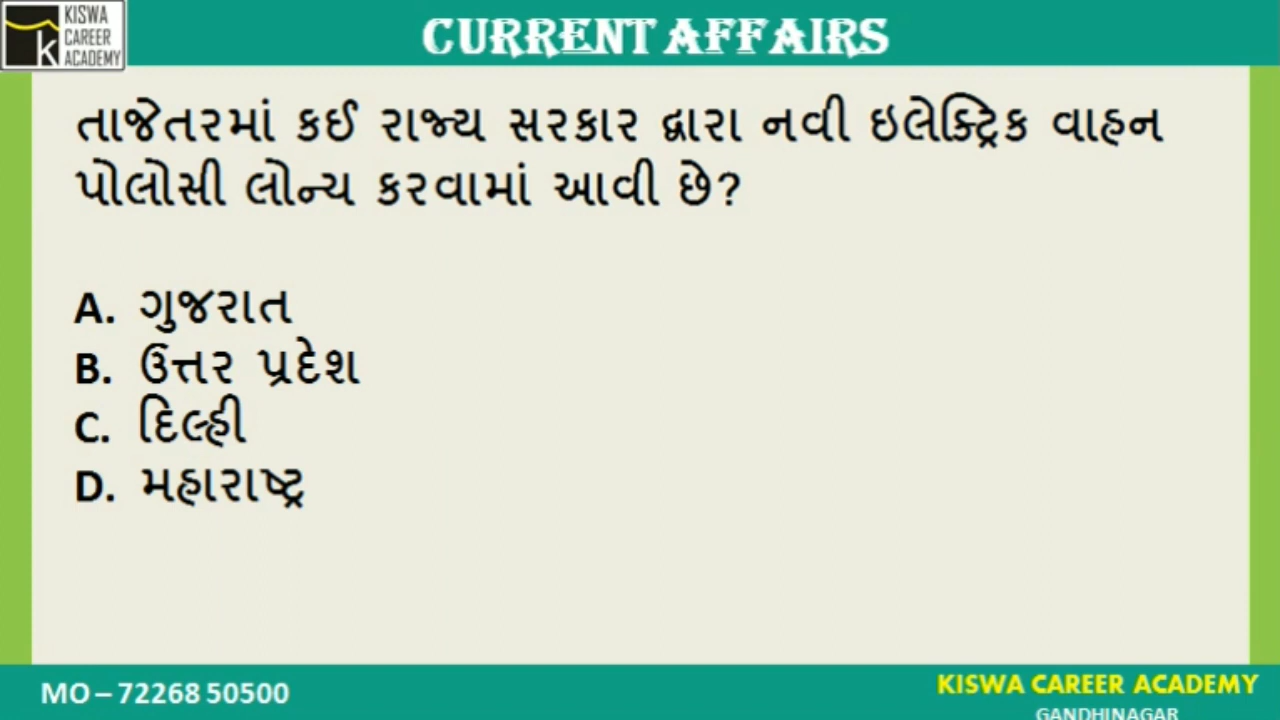 KISWA
CAREER
ACADEMY
CURRENT AFFAIRS
તાજેતરમાં કઈ રાજ્ય સરકાર દ્વારા નવી ઇલેક્ટ્રિક વાહન
પોલોસી લોન્ચ કરવામાં આવી છે?
A. ગુજરાત
B. ઉત્તર પ્રદેશ
C. દિલ્હી
D. મહારાષ્ટ્ર
MO – 72268 50500
KISWA CAREER ACADEMY
GANDHINAGAR